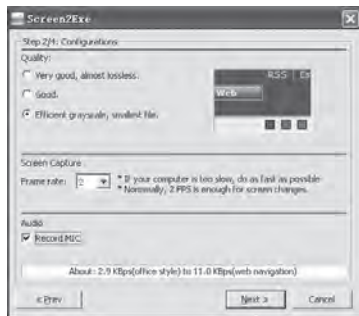 Screen2Exe
Step 2/4: Configurations
Quality:
Very good, almost lossless.
Good.
Efficient grayscale, smallest file.
RSS | Es
Web
Screen Capture
Frame rate: 2
* If your computer is too slow, do as fast as possible
* Noremally, 2 FPS is enough for screen changes.
Audio
Record MIC
About: 2.9 KBps(office style) to 11.0 KBps(web navigation)
< Prev
Next >
Cancel